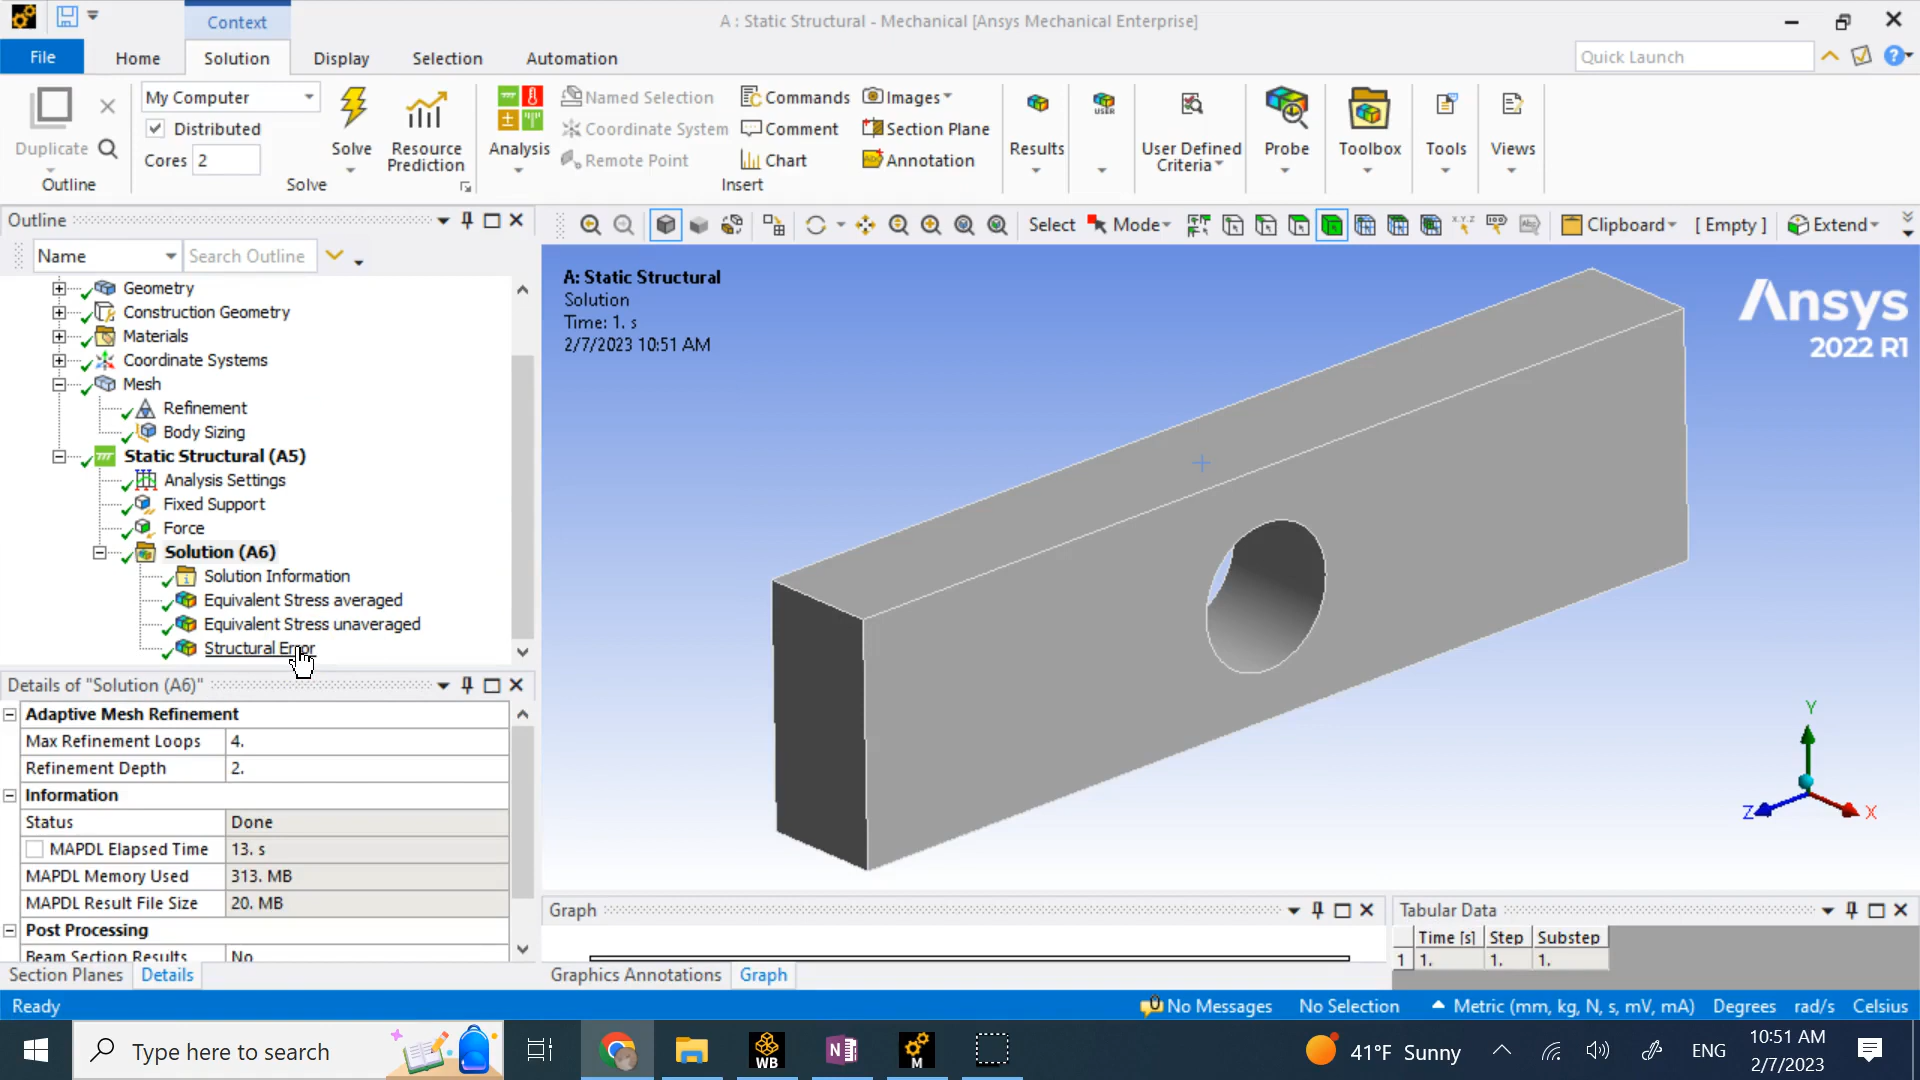 Context
A : Static Structural - Mechanical [Ansys Mechanical Enterprise]
File
Home
Solution
Display
Selection
Automation
Quick Launch
Duplicate
Outline
My Computer
Distributed
Cores 2
Solve
Resource
Prediction
Solve
Analysis
Named Selection
Coordinate System
Remote Point
Commands
Comment
Chart
Images
Section Plane
Annotation
Insert
Results
USER
User Defined
Criteria
Probe
Toolbox
Tools
Views
Outline
Name
Search Outline
Select
Mode
Clipboard
[ Empty ]
Extend
Geometry
Construction Geometry
Materials
Coordinate Systems
Mesh
Refinement
Body Sizing
Static Structural (A5)
Analysis Settings
Fixed Support
Force
Solution (A6)
Solution Information
Equivalent Stress averaged
Equivalent Stress unaveraged
Structural Error
A: Static Structural
Solution
Time: 1. s
2/7/2023 10:51 AM
Ansys
2022 R1
Y
Z
X
Details of "Solution (A6)"
Adaptive Mesh Refinement
Max Refinement Loops 4.
Refinement Depth 2.
Information
Status Done
MAPDL Elapsed Time 13. s
MAPDL Memory Used 313. MB
MAPDL Result File Size 20. MB
Post Processing
Beam Section Results No
Section Planes
Details
Graph
Graphics Annotations
Graph
Tabular Data
Time [s] Step Substep
1 1. 1. 1.
Ready
No Messages
No Selection
Metric (mm, kg, N, s, mV, mA)
Degrees
rad/s
Celsius
Type here to search
WB
N
M
41°F Sunny
ENG
10:51 AM
2/7/2023